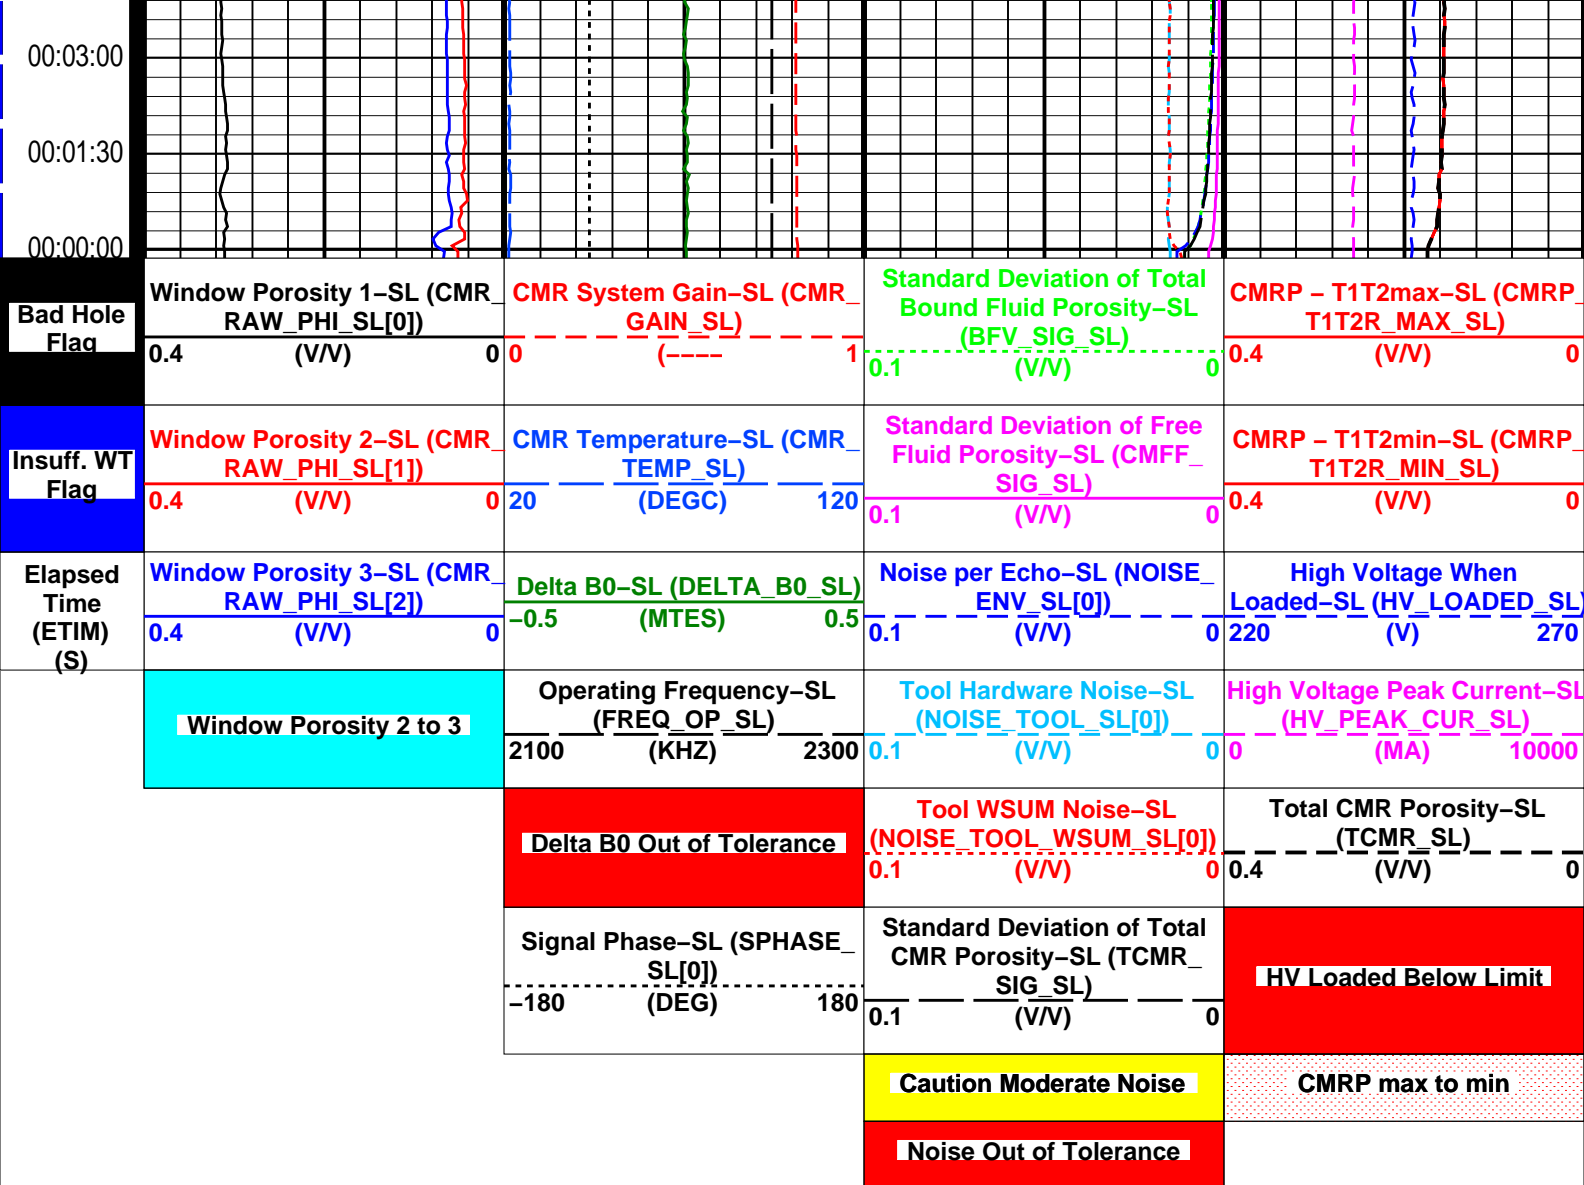 00:03:00
00:01:30
00:00:00
Bad Hole
Flag
Window Porosity 1–SL (CMR_
RAW_PHI_SL[0])
0.4 (V/V) 0
CMR System Gain–SL (CMR_
GAIN_SL)
0 (–––– 1
Standard Deviation of Total
Bound Fluid Porosity–SL
(BFV_SIG_SL)
0.1 (V/V) 0
CMRP – T1T2max–SL (CMRP_
T1T2R_MAX_SL)
0.4 (V/V) 0
Insuff. WT
Flag
Window Porosity 2–SL (CMR_
RAW_PHI_SL[1])
0.4 (V/V) 0
CMR Temperature–SL (CMR_
TEMP_SL)
20 (DEGC) 120
Standard Deviation of Free
Fluid Porosity–SL (CMFF_
SIG_SL)
0.1 (V/V) 0
CMRP – T1T2min–SL (CMRP_
T1T2R_MIN_SL)
0.4 (V/V) 0
Elapsed
Time
(ETIM)
(S)
Window Porosity 3–SL (CMR_
RAW_PHI_SL[2])
0.4 (V/V) 0
Delta B0–SL (DELTA_B0_SL)
–0.5 (MTES) 0.5
Noise per Echo–SL (NOISE_
ENV_SL[0])
0.1 (V/V) 0
High Voltage When
Loaded–SL (HV_LOADED_SL)
220 (V) 270
Window Porosity 2 to 3
Operating Frequency–SL
(FREQ_OP_SL)
2100 (KHZ) 2300
Tool Hardware Noise–SL
(NOISE_TOOL_SL[0])
0.1 (V/V) 0
High Voltage Peak Current–SL
(HV_PEAK_CUR_SL)
0 (MA) 10000
Delta B0 Out of Tolerance
Tool WSUM Noise–SL
(NOISE_TOOL_WSUM_SL[0])
0.1 (V/V) 0
Total CMR Porosity–SL
(TCMR_SL)
0.4 (V/V) 0
Signal Phase–SL (SPHASE_
SL[0])
–180 (DEG) 180
Standard Deviation of Total
CMR Porosity–SL (TCMR_
SIG_SL)
0.1 (V/V) 0
HV Loaded Below Limit
Caution Moderate Noise
CMRP max to min
Noise Out of Tolerance